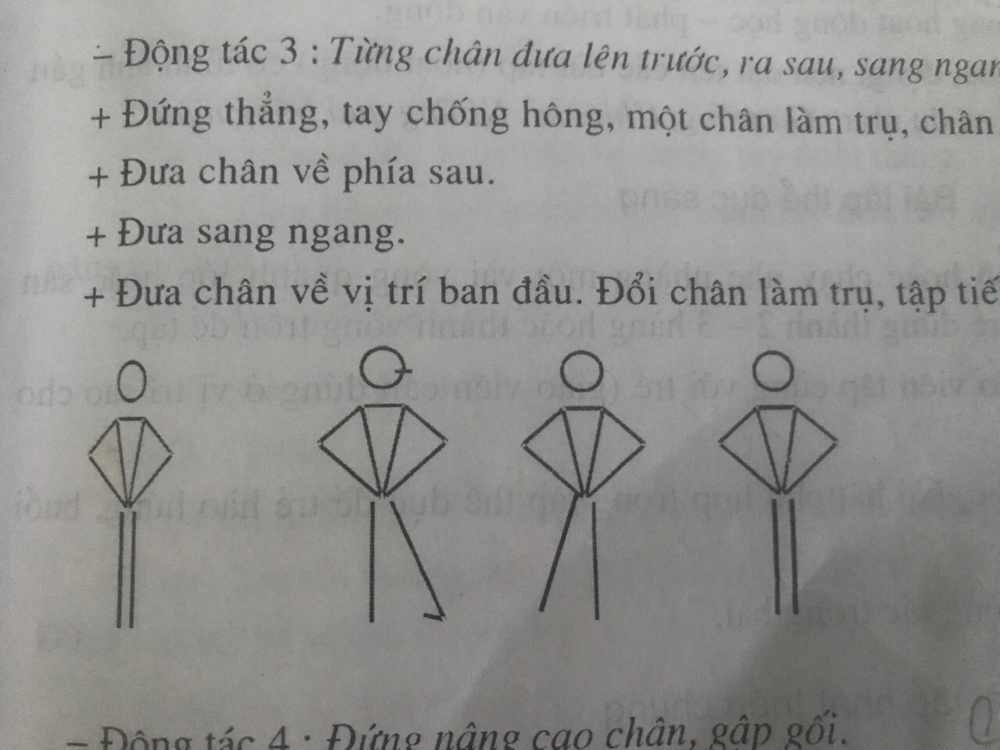 – Động tác 3 : Từng chân đưa lên trước, ra sau, sang ngan
+ Đứng thẳng, tay chống hông, một chân làm trụ, chân
+ Đưa chân về phía sau.
+ Đưa sang ngang.
+ Đưa chân về vị trí ban đầu. Đổi chân làm trụ, tập tiế
– Động tác 4 : Đứng nâng cao chân, gập gối.